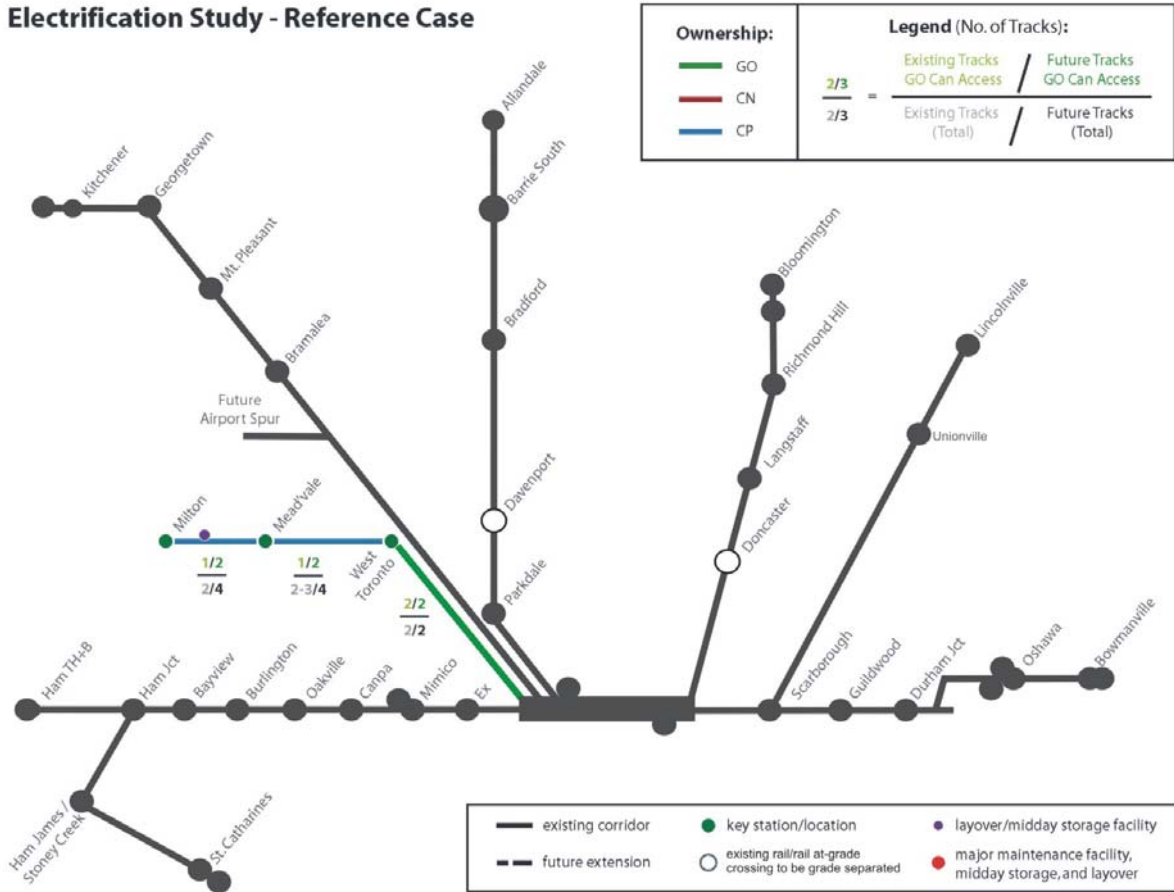 Electrification Study - Reference Case
Ownership:
GO
CN
CP
Legend (No. of Tracks):
2/3
2/3
=
Existing Tracks
GO Can Access
/
Future Tracks
GO Can Access
Existing Tracks
(Total)
/
Future Tracks
(Total)
Allandale
Kitchener
Georgetown
Barrie South
Mt. Pleasant
Bloomington
Bradford
Lincolnville
Bramalea
Richmond Hill
Future
Airport Spur
Unionville
Langstaff
Davenport
Milton
Mead'vale
Doncaster
West
Toronto
1/2
2/4
1/2
2-3/4
Parkdale
2/2
2/2
Ham TH+B
Ham Jct
Bayview
Burlington
Oakville
Canpa
Mimico
Ex
Scarborough
Guildwood
Durham Jct
Oshawa
Bowmanville
Ham James /
Stoney Creek
St. Catharines
existing corridor
key station/location
layover/midday storage facility
future extension
existing rail/rail at-grade
crossing to be grade separated
major maintenance facility,
midday storage, and layover